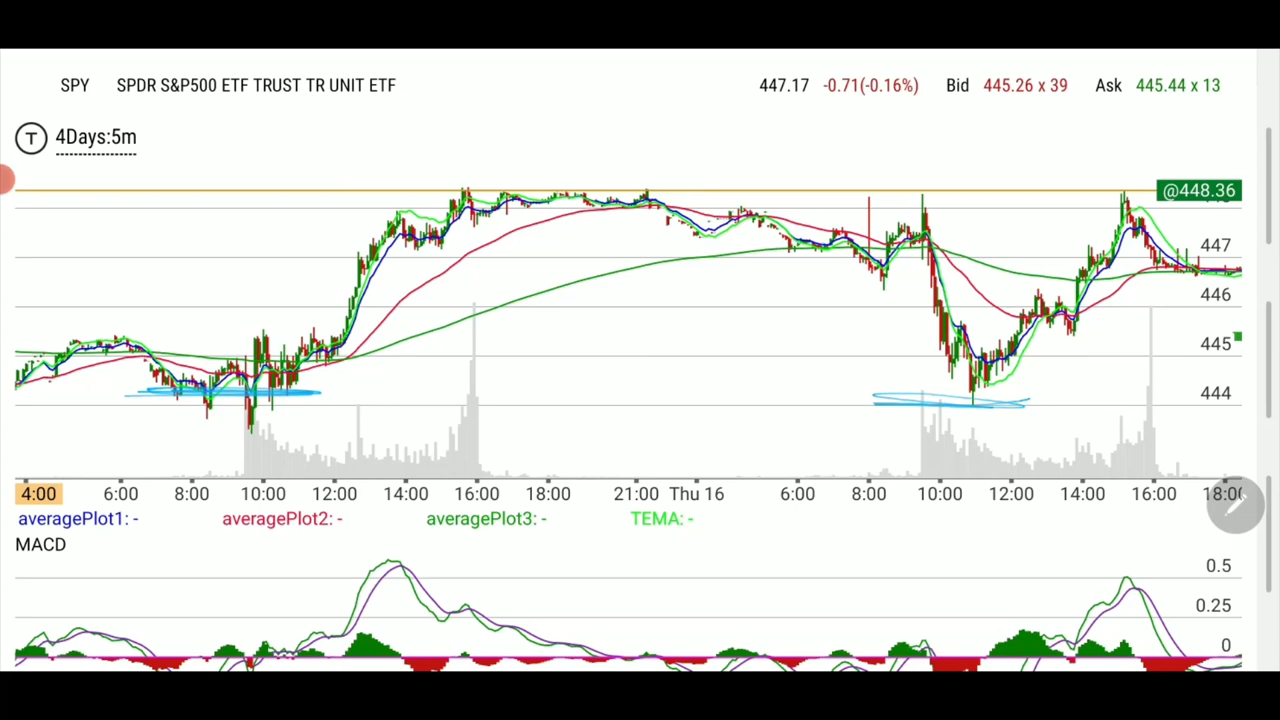 SPY SPDR S&P500 ETF TRUST TR UNIT ETF 447.17 -0.71(-0.16%) Bid 445.26 x 39 Ask 445.44 x 13
T 4Days:5m
@448.36
447
446
445
444
4:00 6:00 8:00 10:00 12:00 14:00 16:00 18:00 21:00 Thu 16 6:00 8:00 10:00 12:00 14:00 16:00 18:00
averagePlot1: - averagePlot2: - averagePlot3: - TEMA: -
MACD
0.5
0.25
0